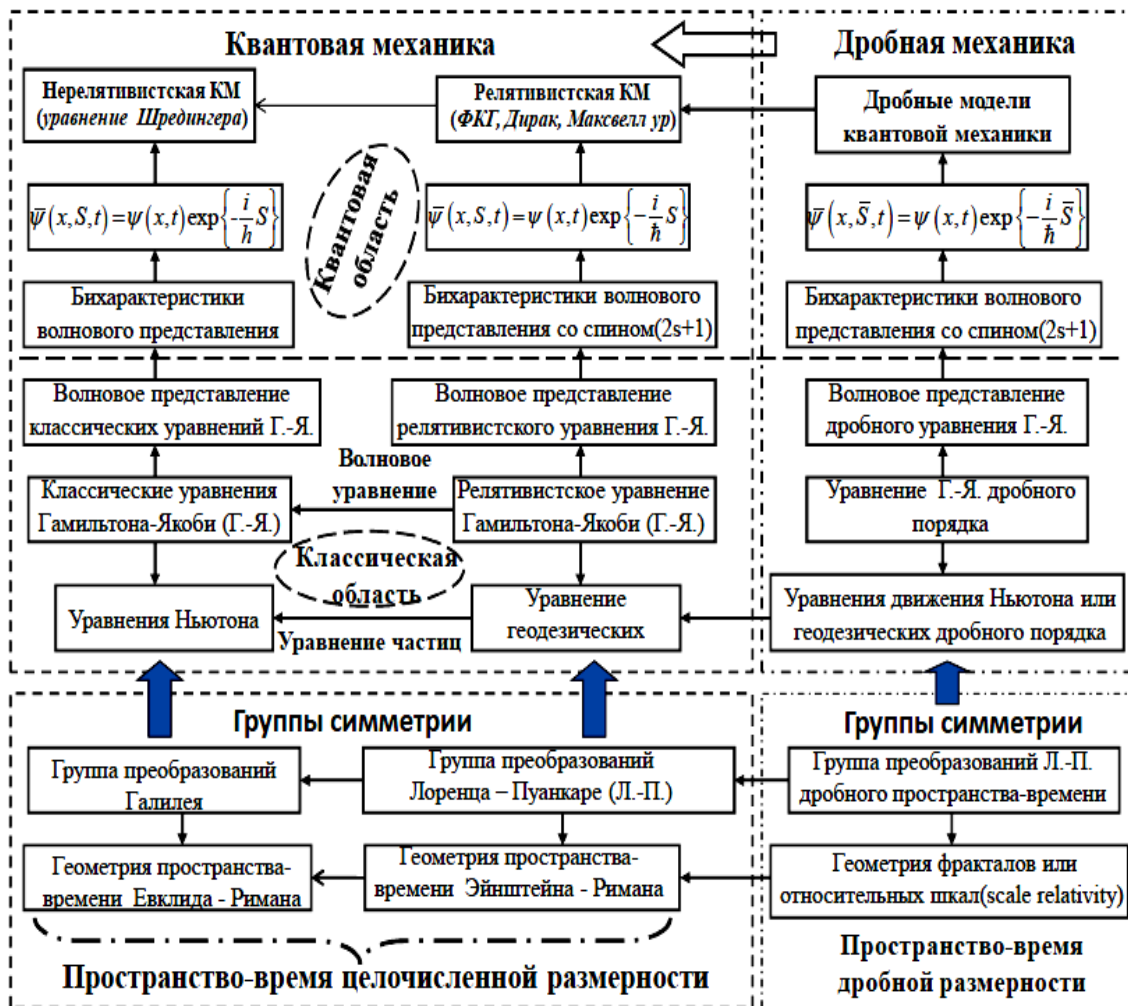 Квантовая механика
Дробная механика
Нерелятивистская КМ
(уравнение Шредингера)
Релятивистская КМ
(ФКГ, Дирак, Максвелл ур)
Дробные модели
квантовой механики
ψ̄(x,S,t)=ψ(x,t)exp{-i/h S}
Квантовая
область
ψ̄(x,S,t)=ψ(x,t)exp{-i/ħ S}
ψ̄(x,S̄,t)=ψ(x,t)exp{-i/ħ S̄}
Бихарактеристики
волнового представления
Бихарактеристики волнового
представления со спином(2s+1)
Бихарактеристики волнового
представления со спином(2s+1)
Волновое представление
классических уравнений Г.-Я.
Волновое представление
релятивистского уравнения Г.-Я.
Волновое представление
дробного уравнения Г.-Я.
Волновое
уравнение
Классические уравнения
Гамильтона-Якоби (Г.-Я.)
Релятивистское уравнение
Гамильтона-Якоби (Г.-Я.)
Уравнение Г.-Я. дробного
порядка
Классическая
область
Уравнения Ньютона
Уравнение частиц
Уравнение
геодезических
Уравнения движения Ньютона или
геодезических дробного порядка
Группы симметрии
Группы симметрии
Группа преобразований
Галилея
Группа преобразований
Лоренца – Пуанкаре (Л.-П.)
Группа преобразований Л.-П.
дробного пространства-времени
Геометрия пространства-
времени Евклида - Римана
Геометрия пространства-
времени Эйнштейна - Римана
Геометрия фракталов или
относительных шкал(scale relativity)
Пространство-время целочисленной размерности
Пространство-время
дробной размерности